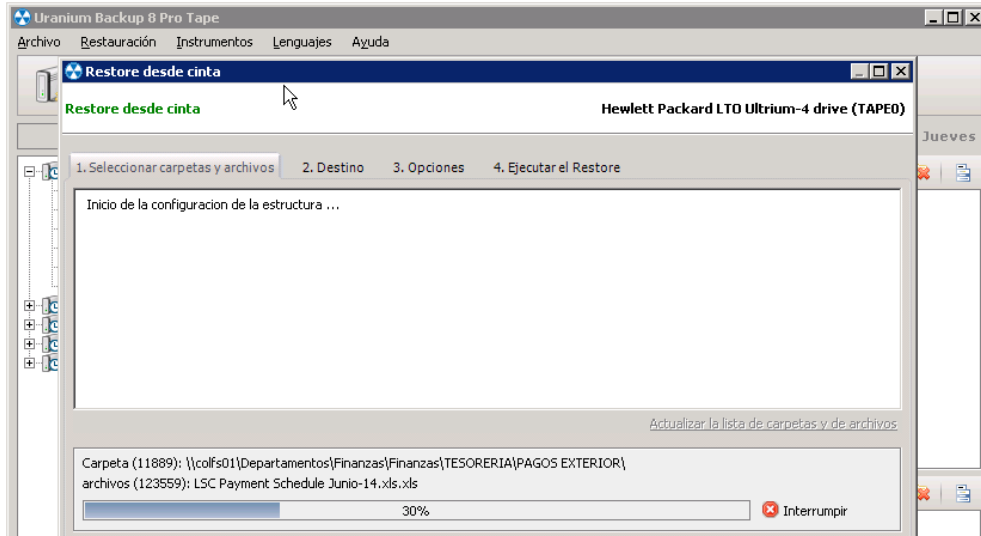 Uranium Backup 8 Pro Tape
Archivo Restauración Instrumentos Lenguajes Ayuda
Restore desde cinta
Restore desde cinta Hewlett Packard LTO Ultrium-4 drive (TAPE0)
Jueves
1. Seleccionar carpetas y archivos 2. Destino 3. Opciones 4. Ejecutar el Restore
Inicio de la configuracion de la estructura ...
Actualizar la lista de carpetas y de archivos
Carpeta (11889): \\colfs01\Departamentos\Finanzas\Finanzas\TESORERIA\PAGOS EXTERIOR\
archivos (123559): LSC Payment Schedule Junio-14.xls.xls
30% Interrumpir